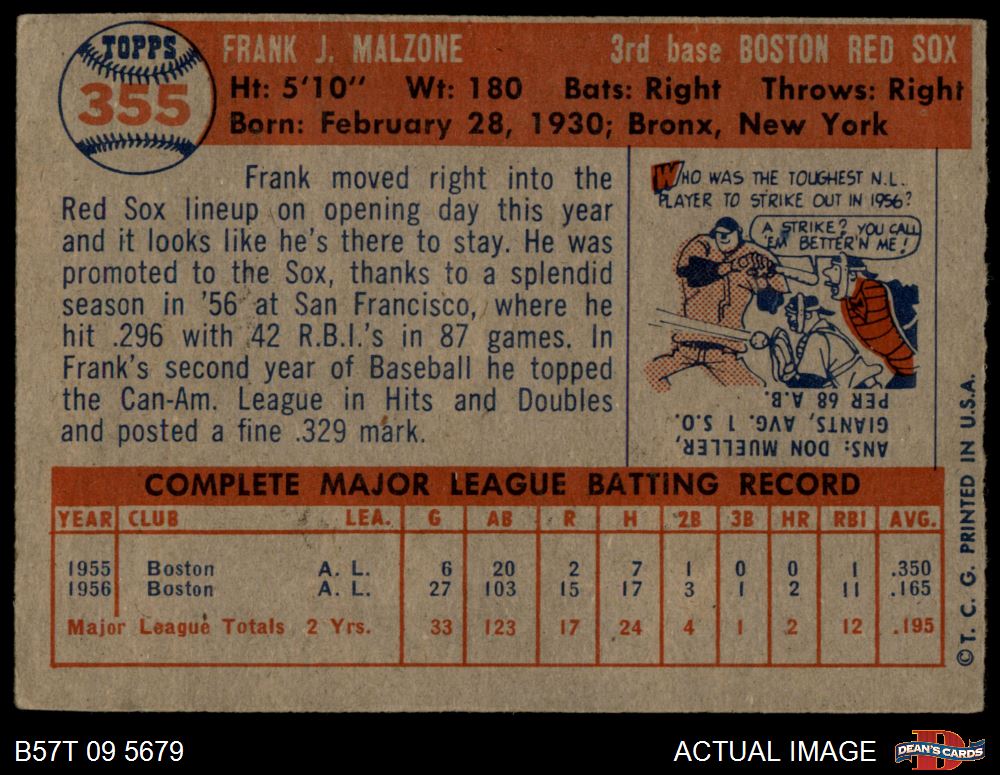 TOPPS
355
FRANK J. MALZONE 3rd base BOSTON RED SOX
Ht: 5'10" Wt: 180 Bats: Right Throws: Right
Born: February 28, 1930; Bronx, New York
Frank moved right into the
Red Sox lineup on opening day this year
and it looks like he's there to stay. He was
promoted to the Sox, thanks to a splendid
season in '56 at San Francisco, where he
hit .296 with 42 R.B.I.'s in 87 games. In
Frank's second year of Baseball he topped
the Can-Am. League in Hits and Doubles
and posted a fine .329 mark.
WHO WAS THE TOUGHEST N.L.
PLAYER TO STRIKE OUT IN 1956?
A STRIKE? YOU CALL
'EM BETTER'N ME!
ANS: DON MUELLER,
GIANTS, AVG. 1 S.O.
PER 68 A.B.
COMPLETE MAJOR LEAGUE BATTING RECORD
YEAR CLUB LEA. G AB R H 2B 3B HR RBI AVG.
1955 Boston A. L. 6 20 2 7 1 0 0 1 .350
1956 Boston A. L. 27 103 15 17 3 1 2 11 .165
Major League Totals 2 Yrs. 33 123 17 24 4 1 2 12 .195
© T. C. G. PRINTED IN U.S.A.
B57T 09 5679 ACTUAL IMAGE
D
DEAN'S CARDS